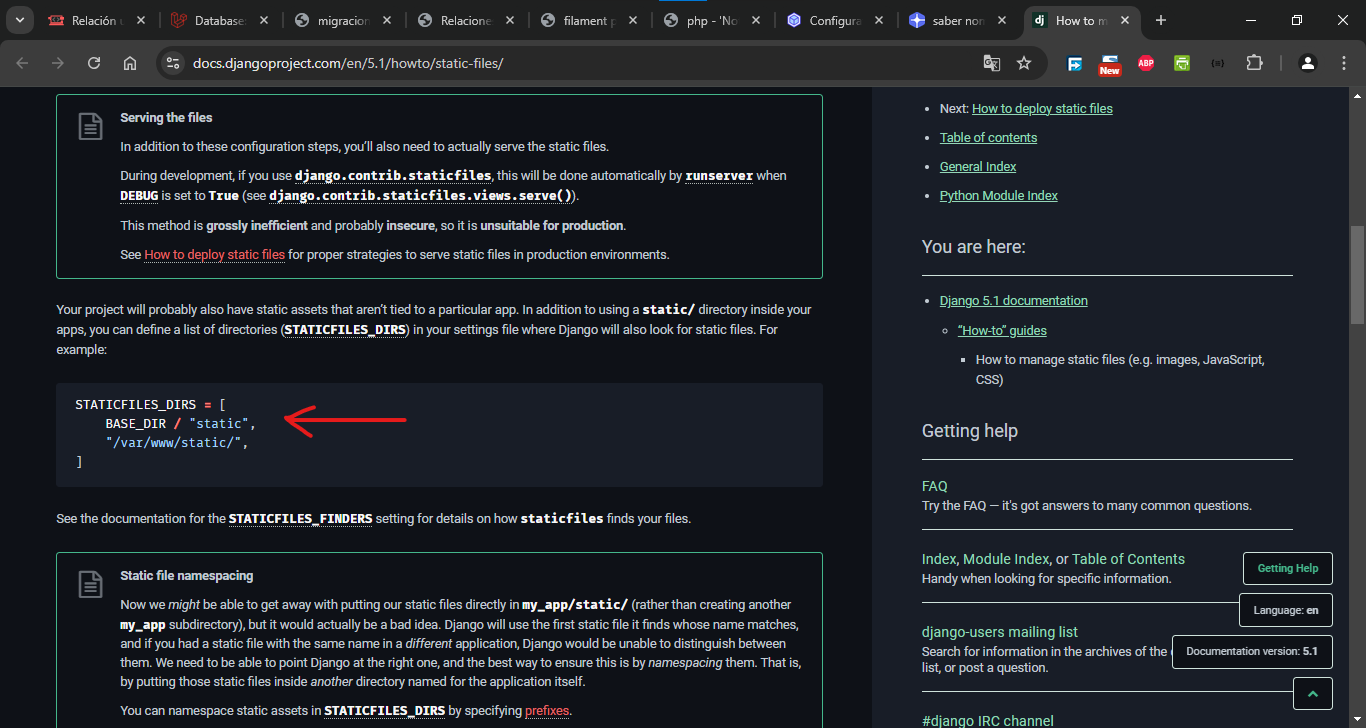 Relación u
Database:
migracion
Relacione
filament p
php - 'No
Configura
saber non
dj
How to m
docs.djangoproject.com/en/5.1/howto/static-files/
New
ABP
Serving the files
In addition to these configuration steps, you’ll also need to actually serve the static files.
During development, if you use django.contrib.staticfiles, this will be done automatically by runserver when
DEBUG is set to True (see django.contrib.staticfiles.views.serve()).
This method is grossly inefficient and probably insecure, so it is unsuitable for production.
See How to deploy static files for proper strategies to serve static files in production environments.
Your project will probably also have static assets that aren’t tied to a particular app. In addition to using a static/ directory inside your
apps, you can define a list of directories (STATICFILES_DIRS) in your settings file where Django will also look for static files. For
example:
STATICFILES_DIRS = [
    BASE_DIR / "static",
    "/var/www/static/",
]
See the documentation for the STATICFILES_FINDERS setting for details on how staticfiles finds your files.
Static file namespacing
Now we might be able to get away with putting our static files directly in my_app/static/ (rather than creating another
my_app subdirectory), but it would actually be a bad idea. Django will use the first static file it finds whose name matches,
and if you had a static file with the same name in a different application, Django would be unable to distinguish between
them. We need to be able to point Django at the right one, and the best way to ensure this is by namespacing them. That is,
by putting those static files inside another directory named for the application itself.
You can namespace static assets in STATICFILES_DIRS by specifying prefixes.
Next: How to deploy static files
Table of contents
General Index
Python Module Index
You are here:
Django 5.1 documentation
“How-to” guides
How to manage static files (e.g. images, JavaScript,
CSS)
Getting help
FAQ
Try the FAQ — it's got answers to many common questions.
Index, Module Index, or Table of Contents
Handy when looking for specific information.
django-users mailing list
Search for information in the archives of the
list, or post a question.
#django IRC channel
Getting Help
Language: en
Documentation version: 5.1